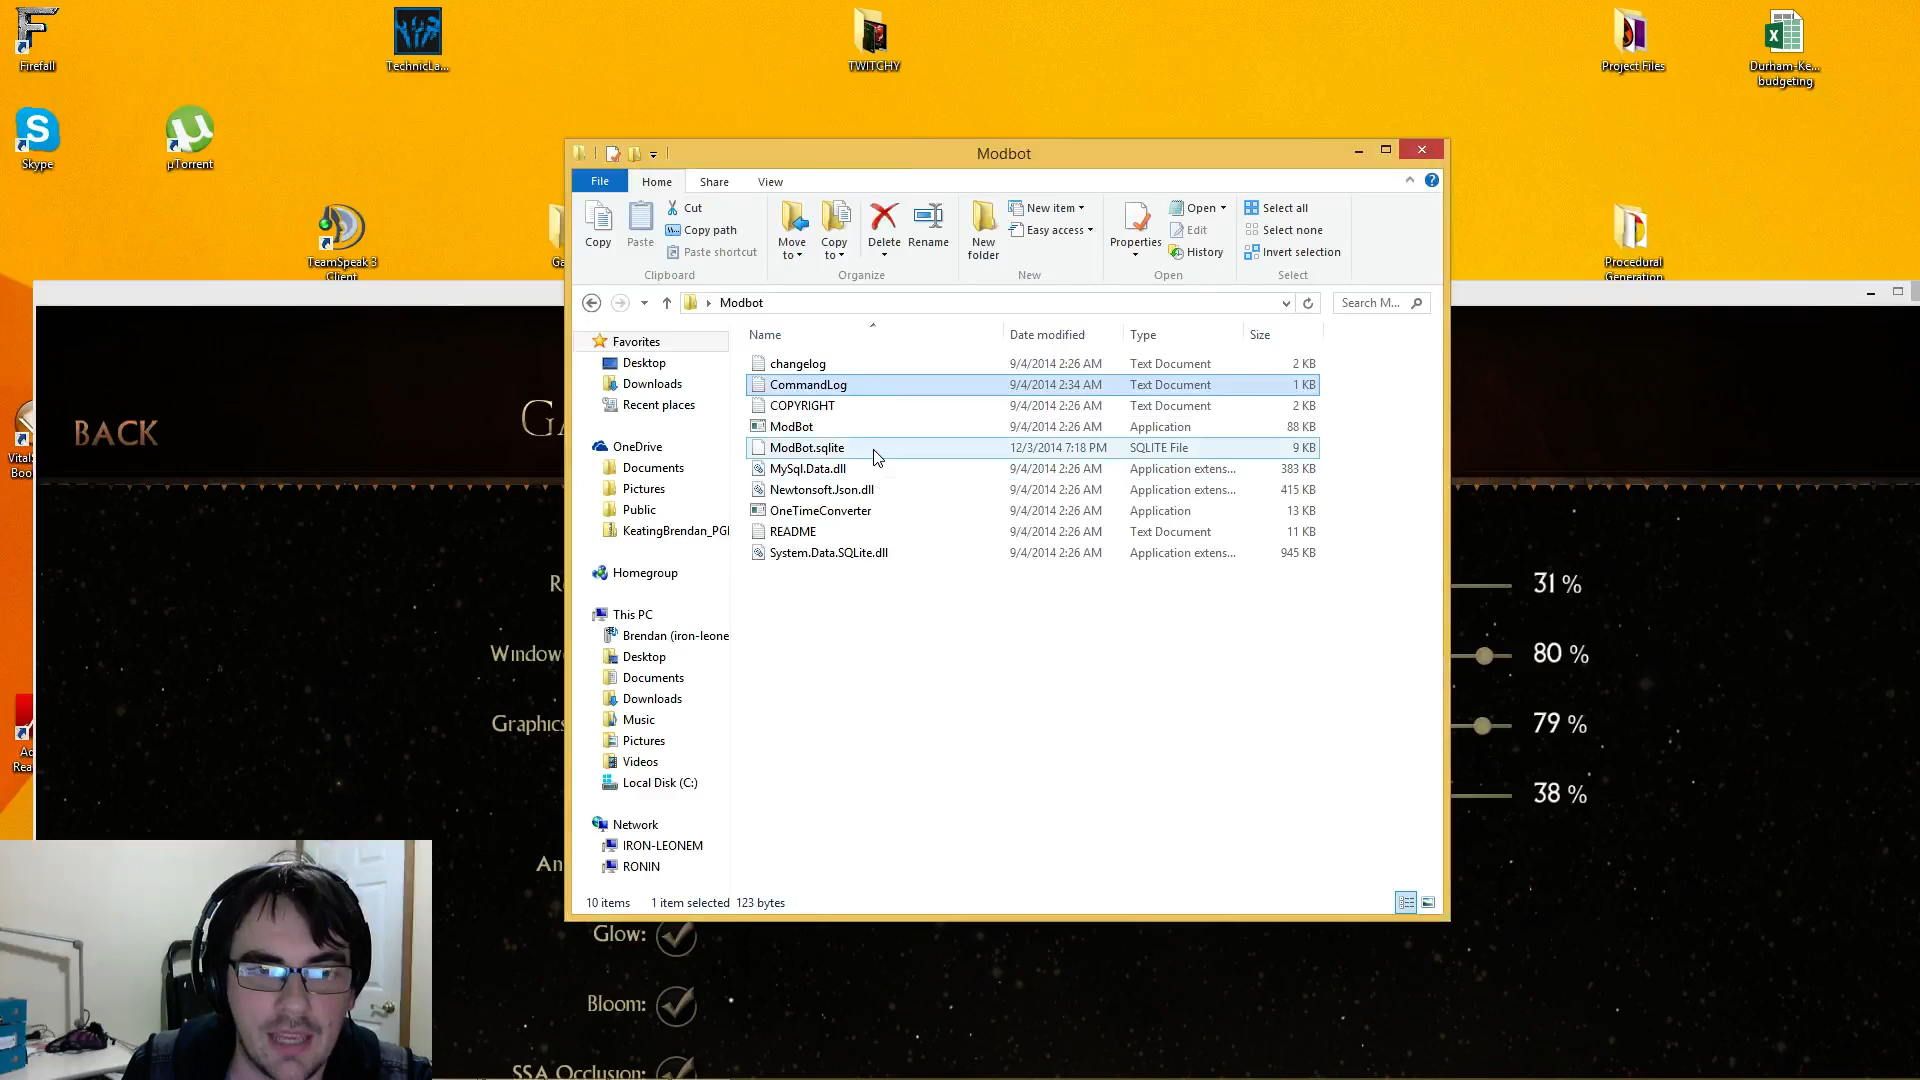 Firefall
TechnicLa...
TWITCHY
Project Files
Durham-Ke...
budgeting
Skype
µTorrent
TeamSpeak 3
Client
Procedural
Generation
Modbot
File
Home
Share
View
Copy
Paste
Cut
Copy path
Paste shortcut
Clipboard
Move
to
Copy
to
Delete
Rename
Organize
New
folder
New item
Easy access
New
Properties
Open
Edit
History
Open
Select all
Select none
Invert selection
Select
Modbot
Search M...
Name
Date modified
Type
Size
changelog 9/4/2014 2:26 AM Text Document 2 KB
CommandLog 9/4/2014 2:34 AM Text Document 1 KB
COPYRIGHT 9/4/2014 2:26 AM Text Document 2 KB
ModBot 9/4/2014 2:26 AM Application 88 KB
ModBot.sqlite 12/3/2014 7:18 PM SQLITE File 9 KB
MySql.Data.dll 9/4/2014 2:26 AM Application extens... 383 KB
Newtonsoft.Json.dll 9/4/2014 2:26 AM Application extens... 415 KB
OneTimeConverter 9/4/2014 2:26 AM Application 13 KB
README 9/4/2014 2:26 AM Text Document 11 KB
System.Data.SQLite.dll 9/4/2014 2:26 AM Application extens... 945 KB
Favorites
Desktop
Downloads
Recent places
OneDrive
Documents
Pictures
Public
KeatingBrendan_PG
Homegroup
This PC
Brendan (iron-leone
Desktop
Documents
Downloads
Music
Pictures
Videos
Local Disk (C:)
Network
IRON-LEONEM
RONIN
10 items 1 item selected 123 bytes
BACK
Window
Graphics
An
Glow:
Bloom:
SSA Occlusion:
31 %
80 %
79 %
38 %